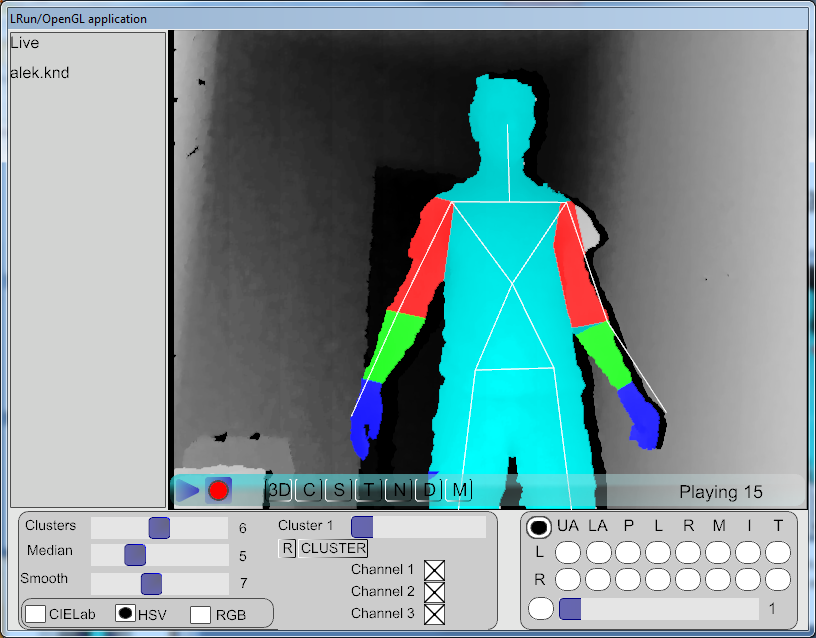 LRun/OpenGL application
Live
alek.knd
3D C S T N D M Playing 15
Clusters 6
Median 5
Smooth 7
CIELab HSV RGB
Cluster 1
R CLUSTER
Channel 1
Channel 2
Channel 3
UA LA P L R M I T
L
R
1